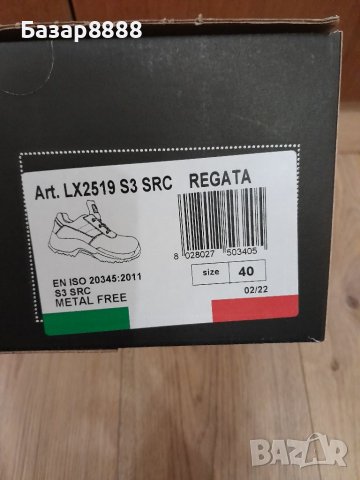 Базар8888
Art. LX2519 S3 SRC REGATA
8 028027 503405
size 40
EN ISO 20345:2011
S3 SRC
METAL FREE
02/22
BAZAR